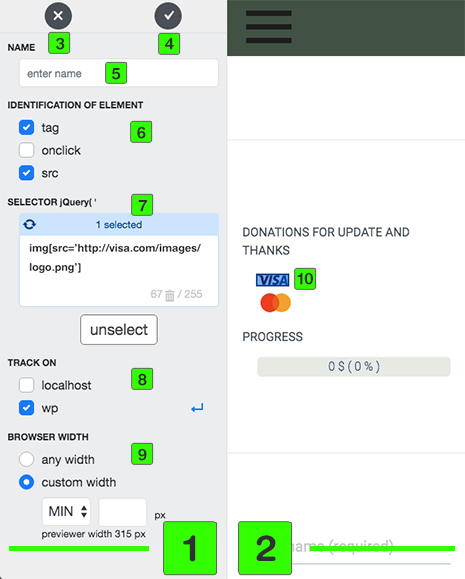 3
4
NAME
enter name
5
IDENTIFICATION OF ELEMENT
tag
6
onclick
src
SELECTOR jQuery( '
7
1 selected
img[src='http://visa.com/images/
logo.png']
67 / 255
unselect
TRACK ON
localhost
8
wp
BROWSER WIDTH
any width
9
custom width
MIN
px
previewer width 315 px
1
DONATIONS FOR UPDATE AND
THANKS
VISA
10
PROGRESS
0 $ ( 0 % )
2
name (required)